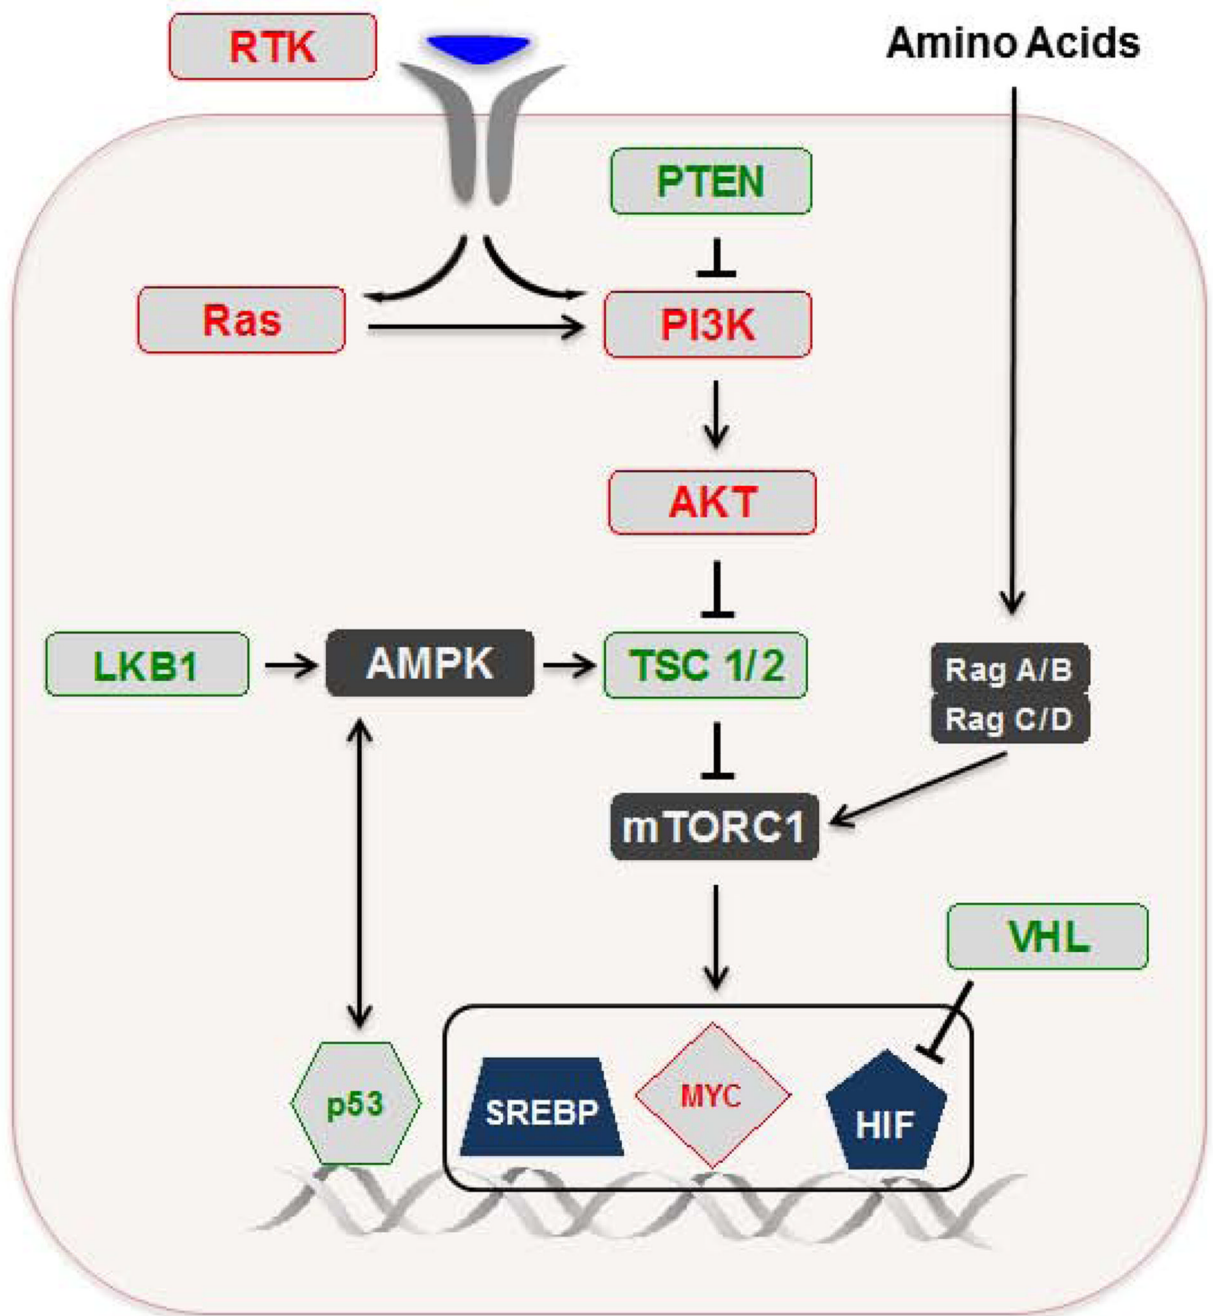 RTK
Amino Acids
PTEN
Ras
PI3K
AKT
LKB1
AMPK
TSC 1/2
Rag A/B
Rag C/D
mTORC1
VHL
p53
SREBP
MYC
HIF